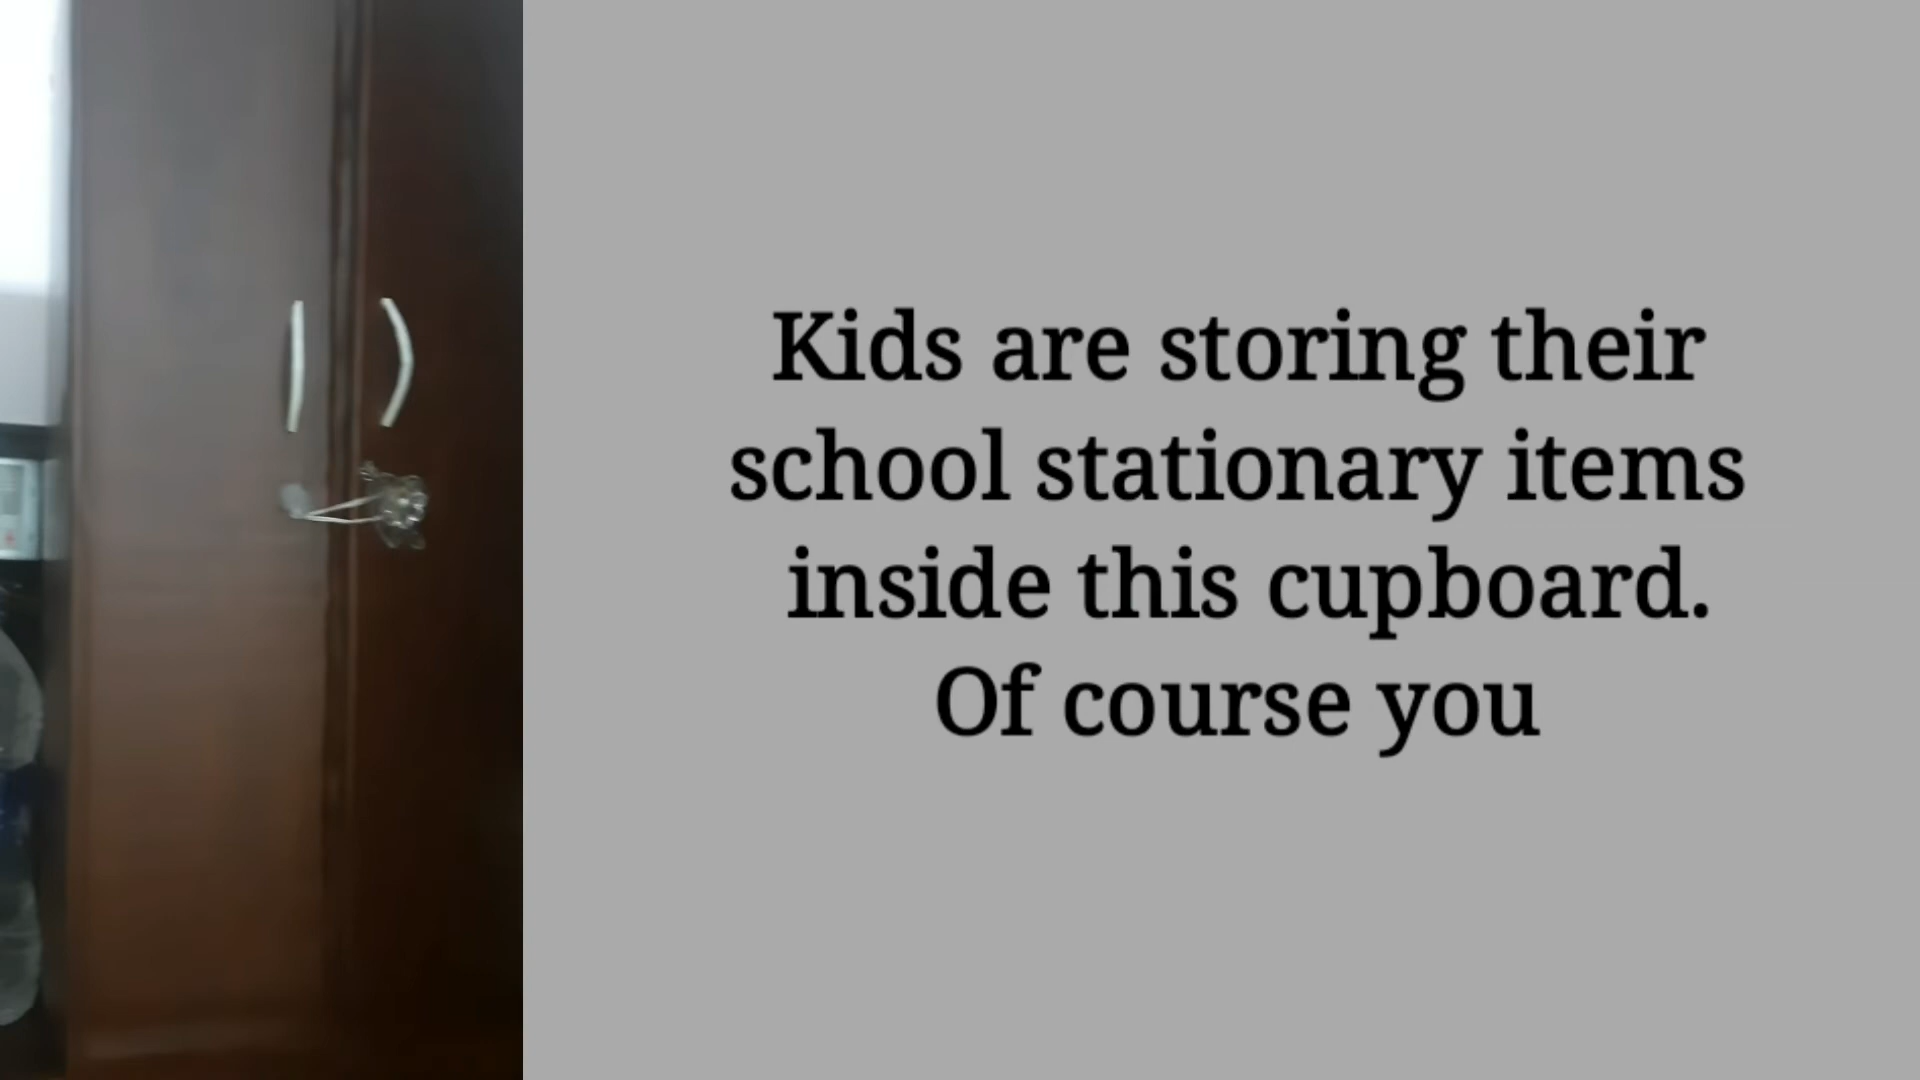 Kids are storing their
school stationary items
inside this cupboard.
Of course you